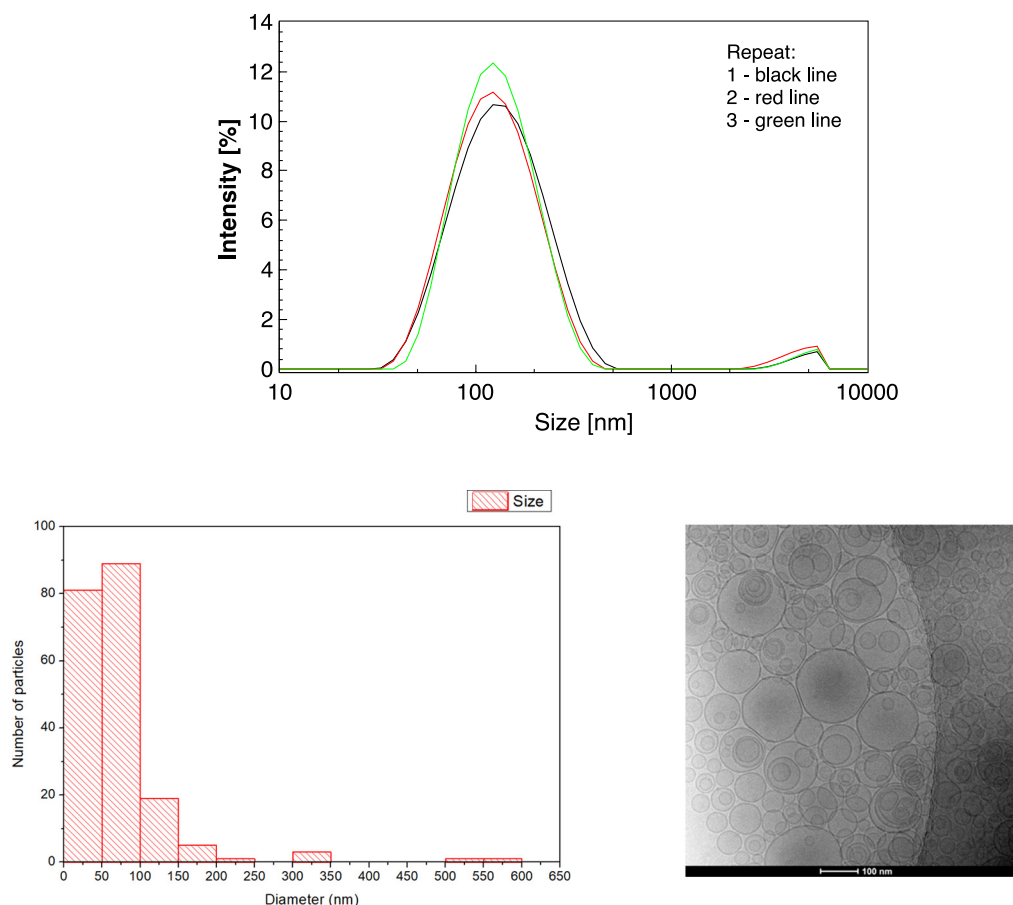 14
12
10
8
6
4
2
0
Intensity [%]
Repeat:
1 - black line
2 - red line
3 - green line
10
100
1000
10000
Size [nm]
Size
100
80
60
40
20
0
Number of particles
0 50 100 150 200 250 300 350 400 450 500 550 600 650
Diameter (nm)
100 nm